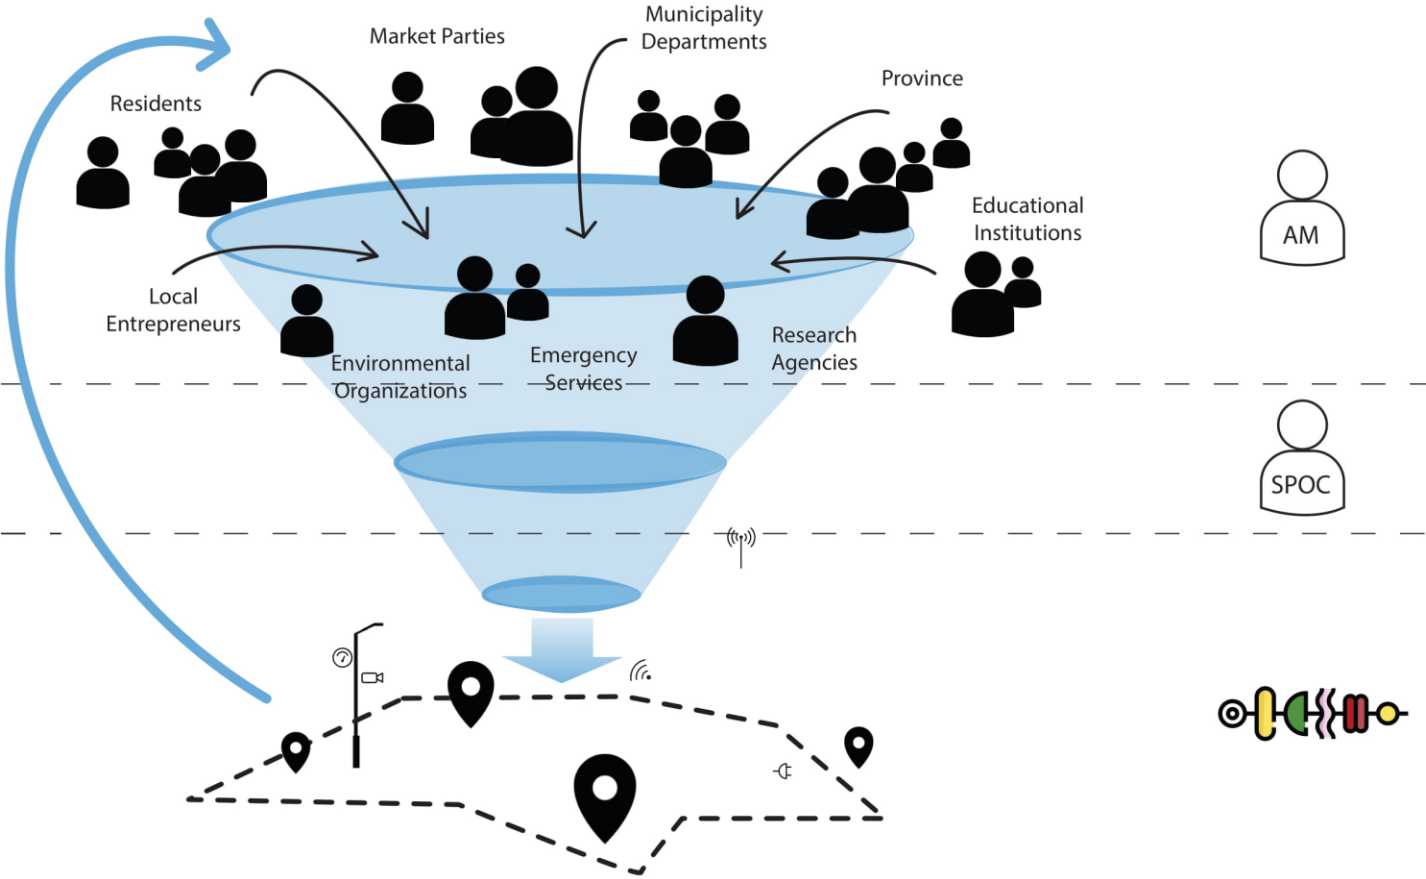 Municipality
Departments
Market Parties
Province
Residents
Educational
Institutions
AM
Local
Entrepreneurs
Environmental
Organizations
Emergency
Services
Research
Agencies
SPOC